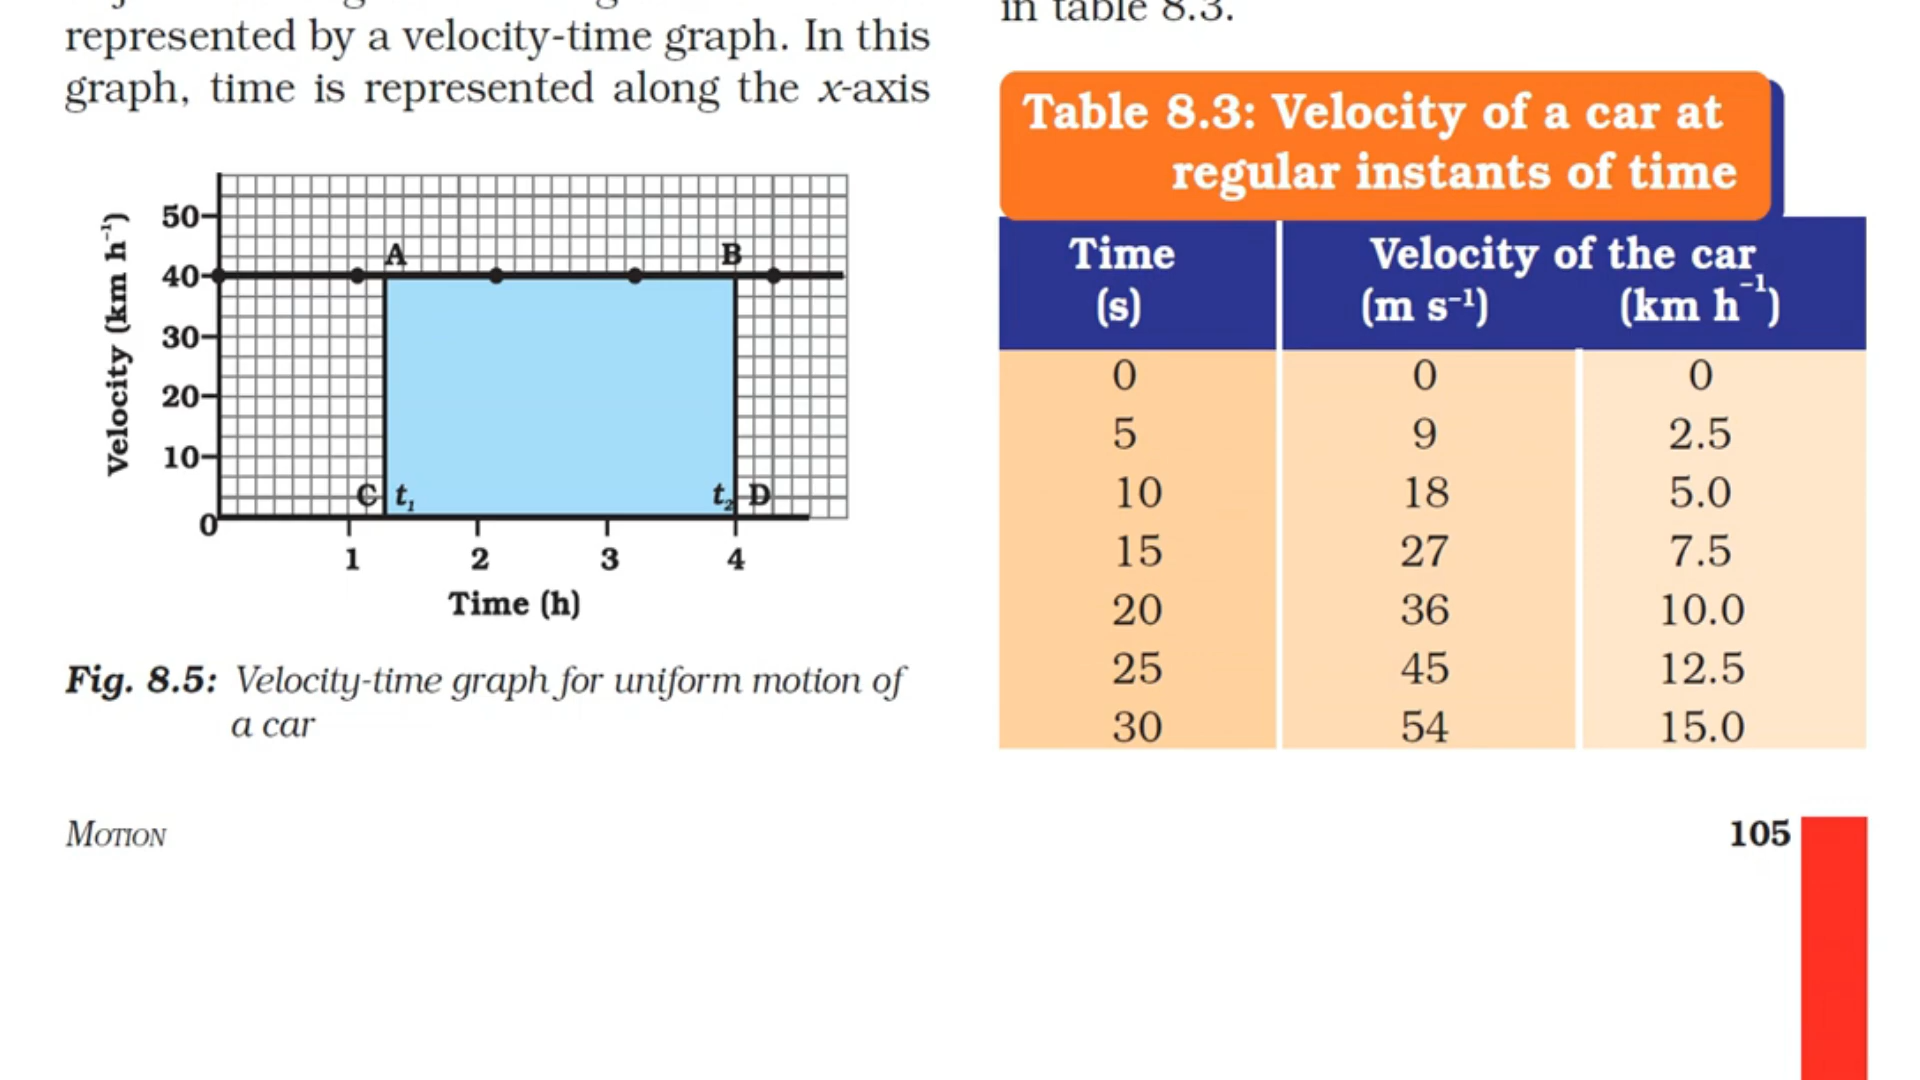 represented by a velocity-time graph. In this
graph, time is represented along the x-axis
Velocity (km h⁻¹)
50
40
30
20
10
0
A
B
C
t₁
t₂
D
1
2
3
4
Time (h)
Fig. 8.5: Velocity-time graph for uniform motion of
a car
MOTION
in table 8.3.
Table 8.3: Velocity of a car at
regular instants of time
Time Velocity of the car
(s) (m s⁻¹) (km h⁻¹)
0 0 0
5 9 2.5
10 18 5.0
15 27 7.5
20 36 10.0
25 45 12.5
30 54 15.0
105